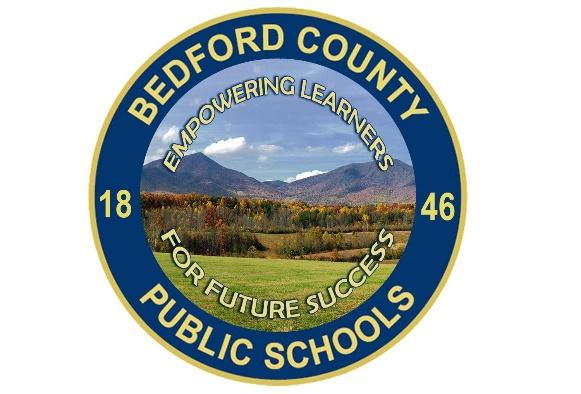 BEDFORD COUNTY
EMPOWERING LEARNERS
18 46
FOR FUTURE SUCCESS
PUBLIC SCHOOLS